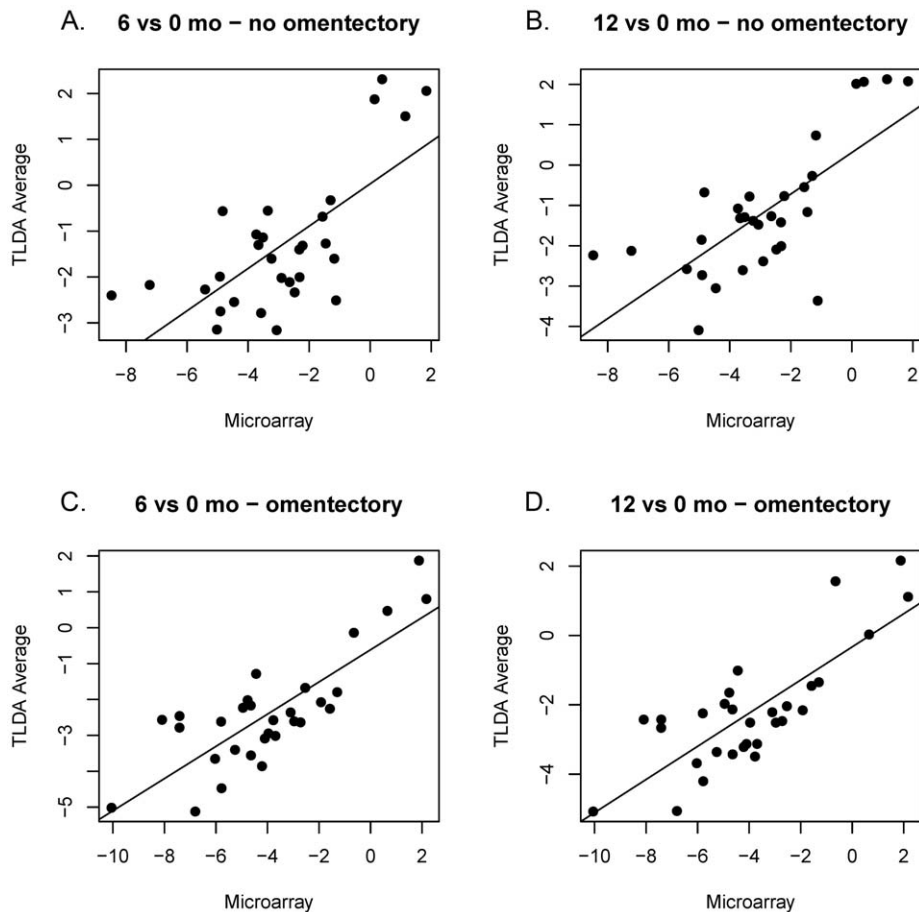 A. 6 vs 0 mo − no omentectory
B. 12 vs 0 mo − no omentectory
TLDA Average
2
1
0
−1
−2
−3
−8 −6 −4 −2 0 2
Microarray
TLDA Average
2
1
0
−1
−2
−3
−4
−8 −6 −4 −2 0 2
Microarray
C. 6 vs 0 mo − omentectory
D. 12 vs 0 mo − omentectory
TLDA Average
2
1
0
−1
−3
−5
−10 −8 −6 −4 −2 0 2
Microarray
TLDA Average
2
0
−2
−4
−10 −8 −6 −4 −2 0 2
Microarray